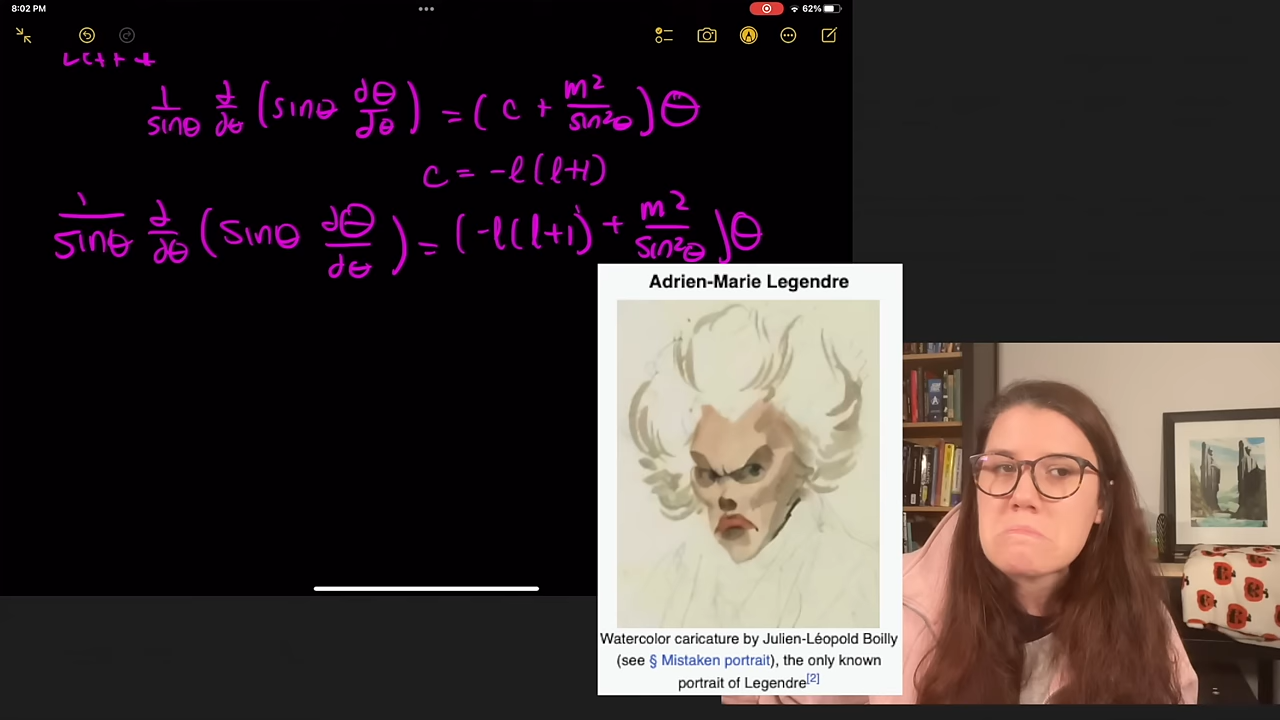 8:02 PM
62%
Let
1/sinθ d/dθ (sinθ dΘ/dθ) = (c + m²/sin²θ)Θ
c = -l(l+1)
1/sinθ d/dθ (sinθ dΘ/dθ) = (-l(l+1) + m²/sin²θ)Θ
Adrien-Marie Legendre
Watercolor caricature by Julien-Léopold Boilly
(see § Mistaken portrait), the only known
portrait of Legendre[2]